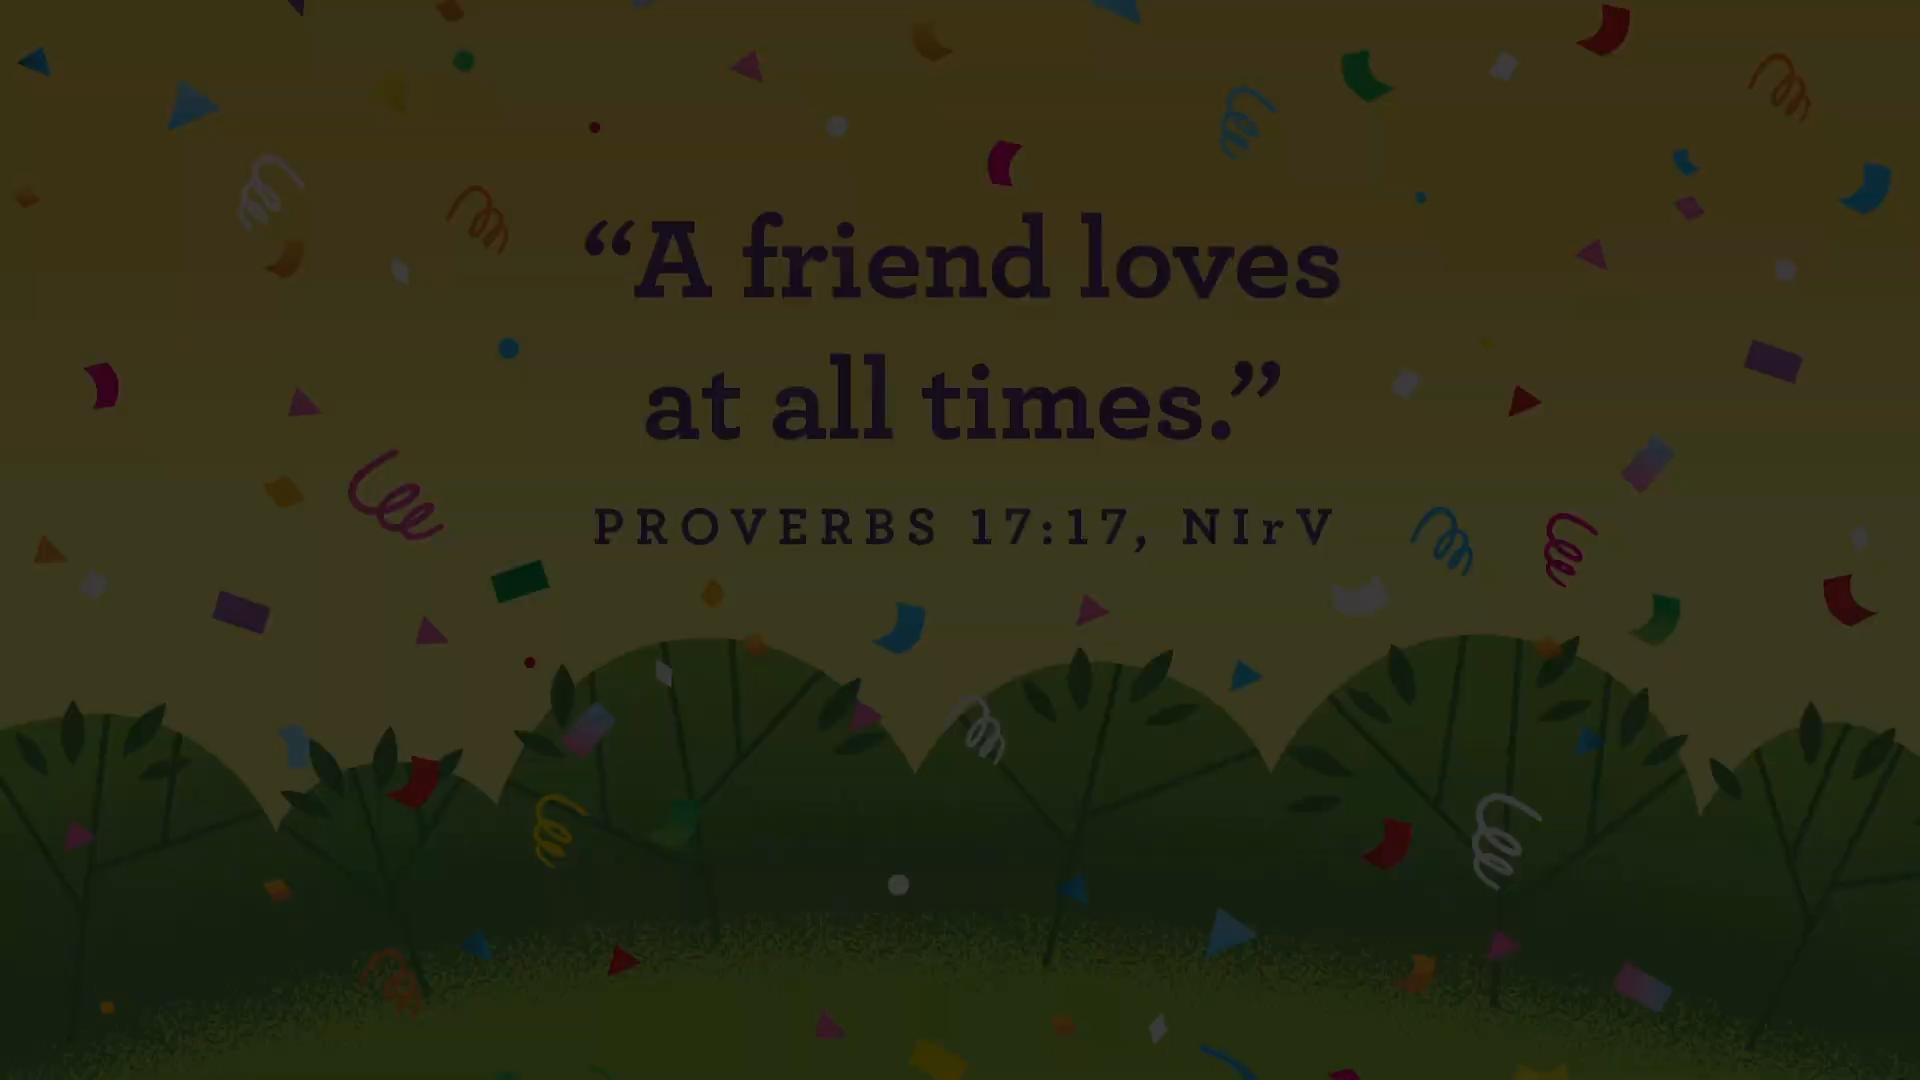 “A friend loves
at all times.”
PROVERBS 17:17, NIrV